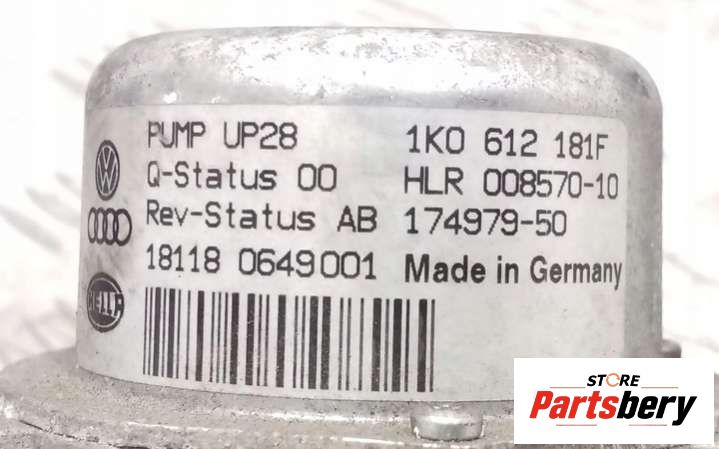 PUMP UP28
1K0 612 181F
Q-Status 00
HLR 008570-10
Rev-Status AB
174979-50
18118 0649001
Made in Germany
HELLA
STORE
Partsbery